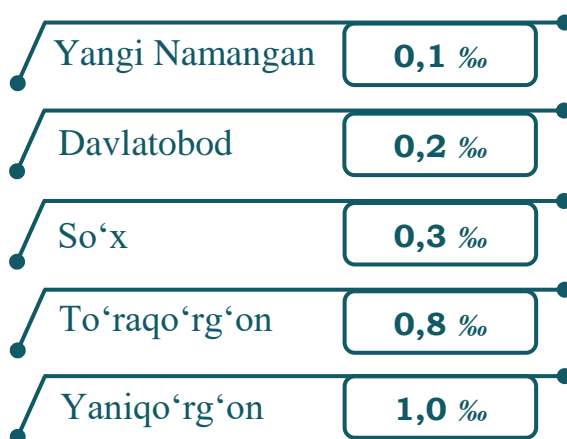 Yangi Namangan 0,1 ‰
Davlatobod 0,2 ‰
So‘x 0,3 ‰
To‘raqo‘rg‘on 0,8 ‰
Yaniqo‘rg‘on 1,0 ‰